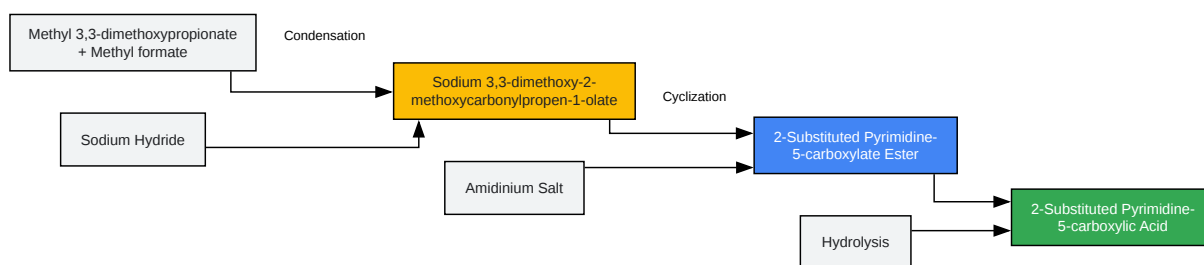 Methyl 3,3-dimethoxypropionate
+ Methyl formate
Condensation
Sodium 3,3-dimethoxy-2-
methoxycarbonylpropen-1-olate
Cyclization
Sodium Hydride
2-Substituted Pyrimidine-
5-carboxylate Ester
Amidinium Salt
2-Substituted Pyrimidine-
5-carboxylic Acid
Hydrolysis